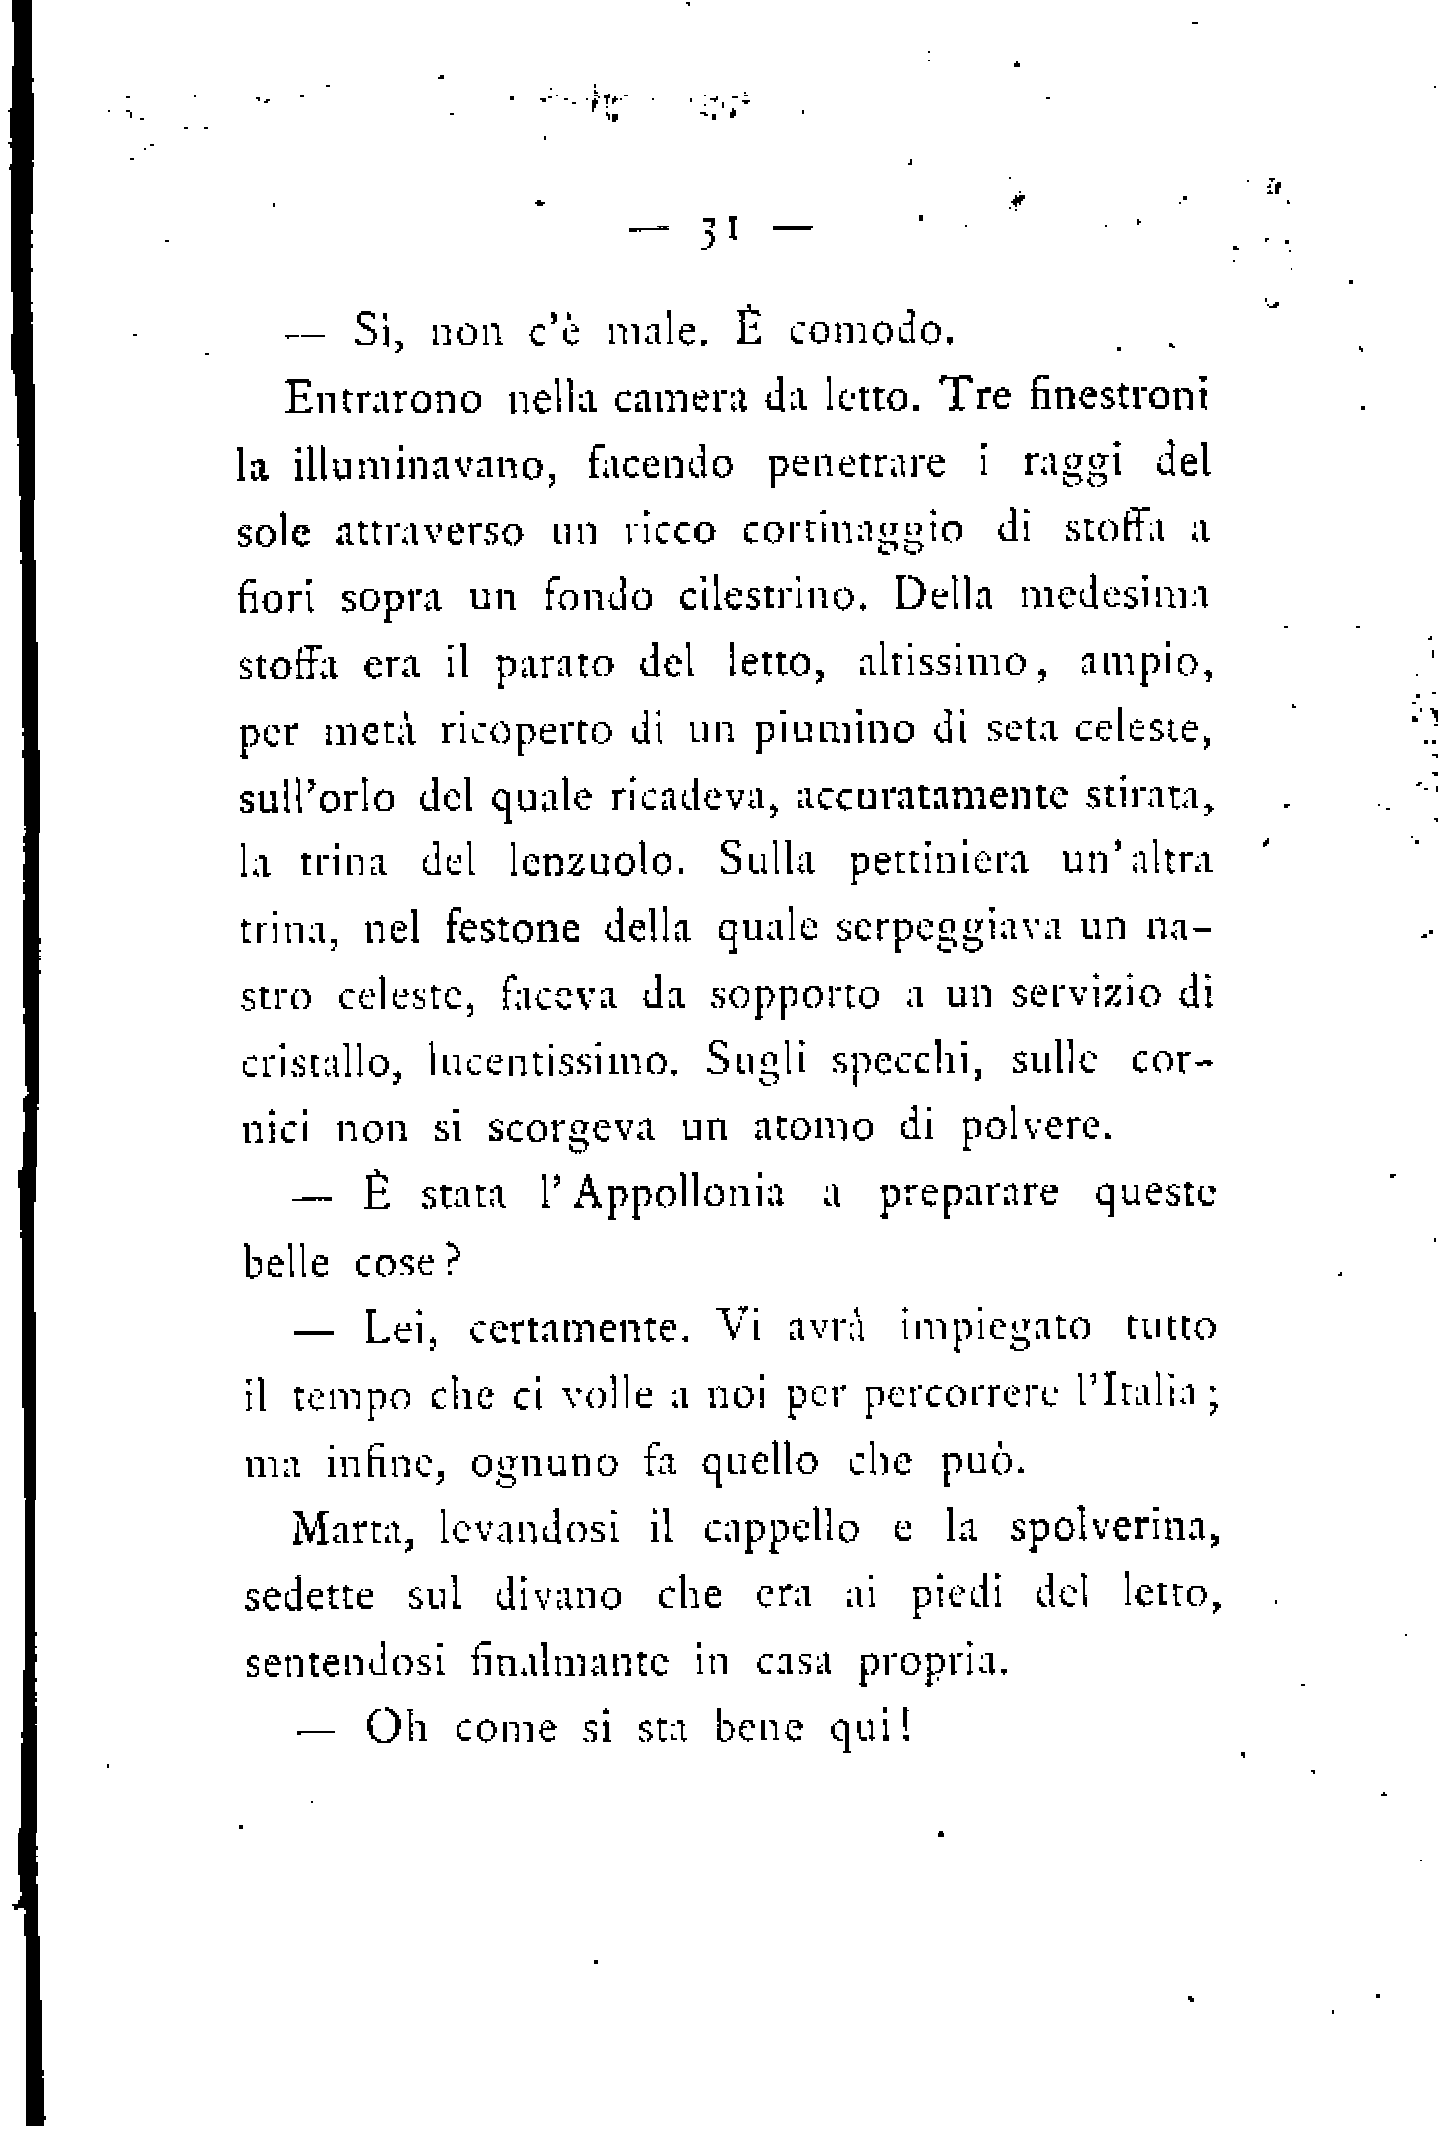 — 31 —
— Sì, non c'è male. È comodo.
Entrarono nella camera da letto. Tre finestroni
la illuminavano, facendo penetrare i raggi del
sole attraverso un ricco cortinaggio di stoffa a
fiori sopra un fondo cilestrino. Della medesima
stoffa era il parato del letto, altissimo, ampio,
per metà ricoperto di un piumino di seta celeste,
sull'orlo del quale ricadeva, accuratamente stirata,
la trina del lenzuolo. Sulla pettiniera un'altra
trina, nel festone della quale serpeggiava un na-
stro celeste, faceva da sopporto a un servizio di
cristallo, lucentissimo. Sugli specchi, sulle cor-
nici non si scorgeva un atomo di polvere.
— È stata l'Appollonia a preparare queste
belle cose?
— Lei, certamente. Vi avrà impiegato tutto
il tempo che ci volle a noi per percorrere l'Italia;
ma infine, ognuno fa quello che può.
Marta, levandosi il cappello e la spolverina,
sedette sul divano che era ai piedi del letto,
sentendosi finalmante in casa propria.
— Oh come si sta bene qui!